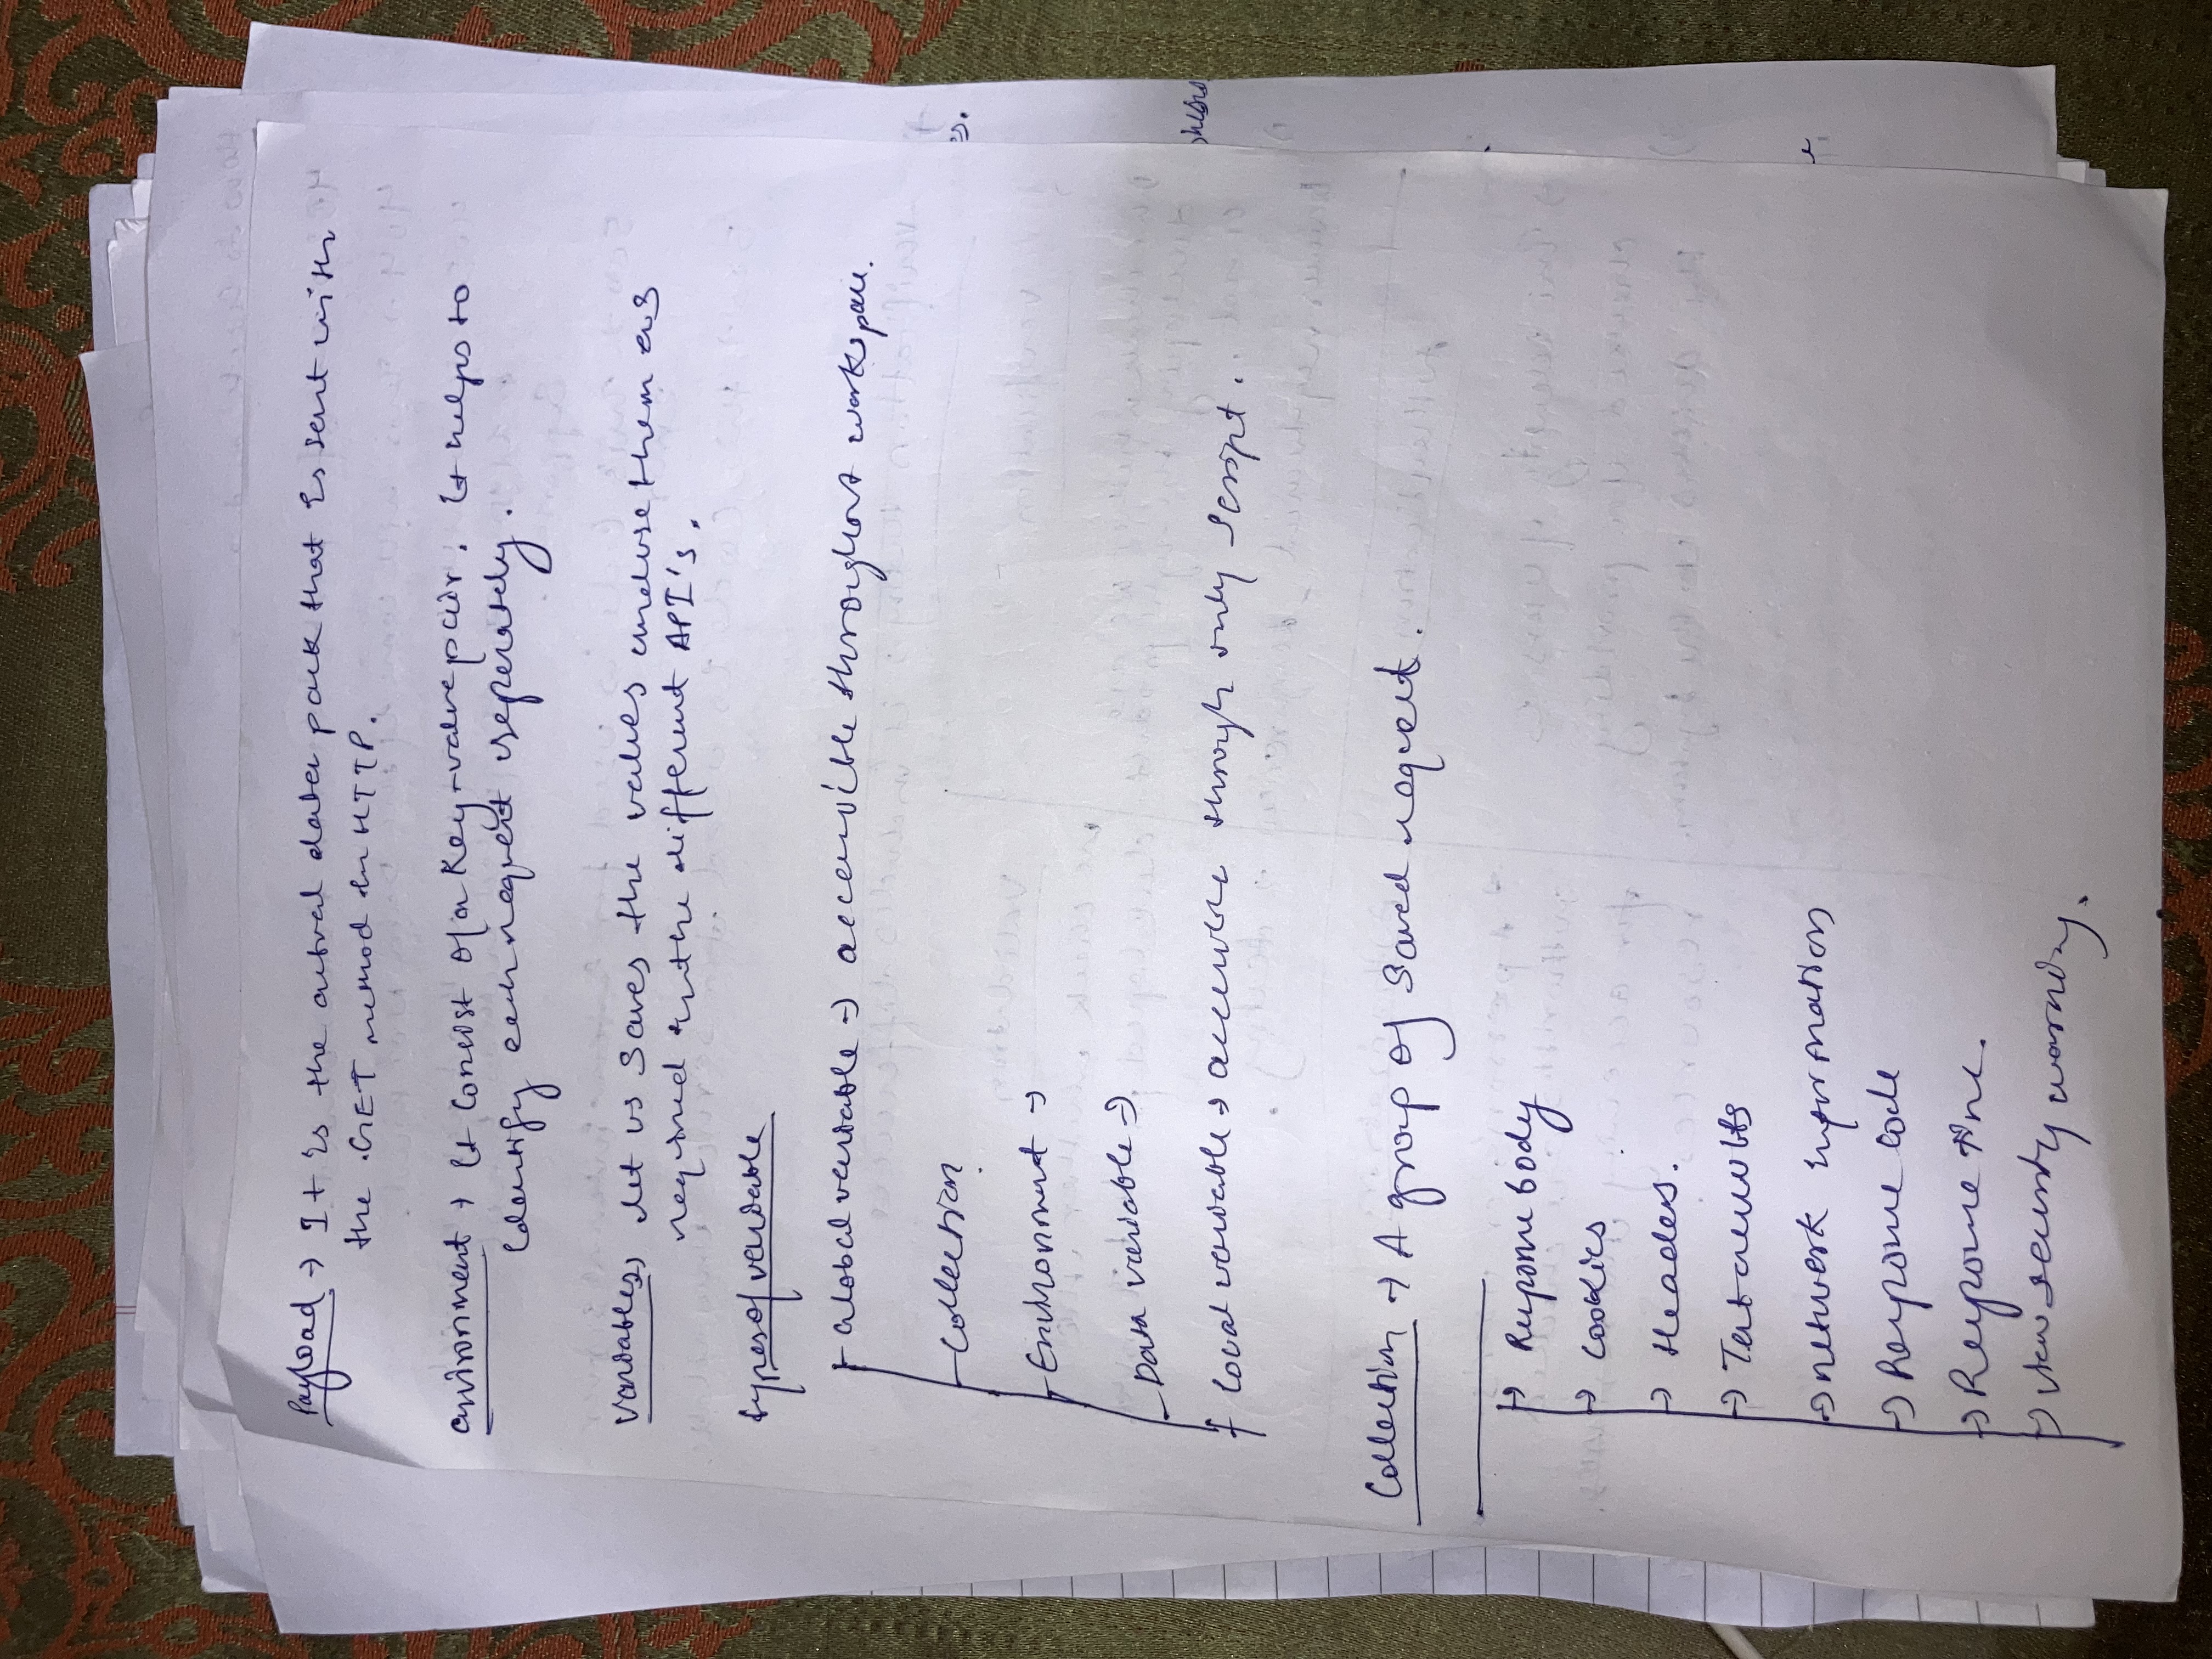 Payload → It is the actual data pack that is sent with
the GET method in HTTP.
environment → It consist of a key-value pair. It helps to
identify each request seperately.
Variables → let us saves the values and use them as
required in the different API's.
types of variable
Global variable → accessible throughout workspace.
Collection
Environment →
Data variable →
local variable → accessible through only script.
Collection → A group of saved request.
→ Response body
→ Cookies
→ Headers.
→ Test results
→ network information
→ Response code
→ Response time.
→ view security warning.